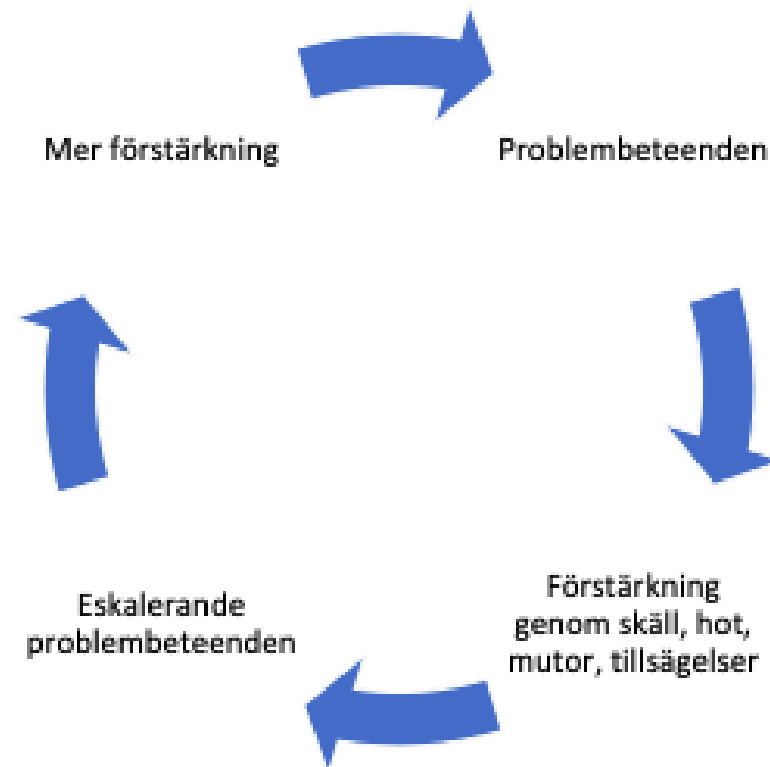 Mer förstärkning
Problembeteenden
Förstärkning
genom skäll, hot,
mutor, tillsägelser
Eskalerande
problembeteenden